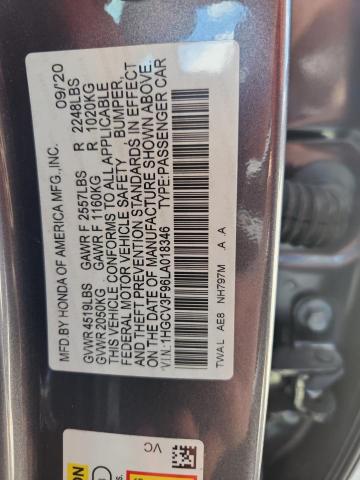 MFD.BY HONDA OF AMERICA MFG.,INC. 09/20
GVWR 4519LBS GAWR F 2557LBS R 2248LBS
GVWR 2050KG GAWR F 1160KG R 1020KG
THIS VEHICLE CONFORMS TO ALL APPLICABLE
FEDERAL MOTOR VEHICLE SAFETY BUMPER,
AND THEFT PREVENTION STANDARDS IN EFFECT
ON THE DATE OF MANUFACTURE SHOWN ABOVE.
V.I.N.:1HGCV3F96LA018346 TYPE:PASSENGER CAR
TWAL AE8 NH797M .A .A
VC